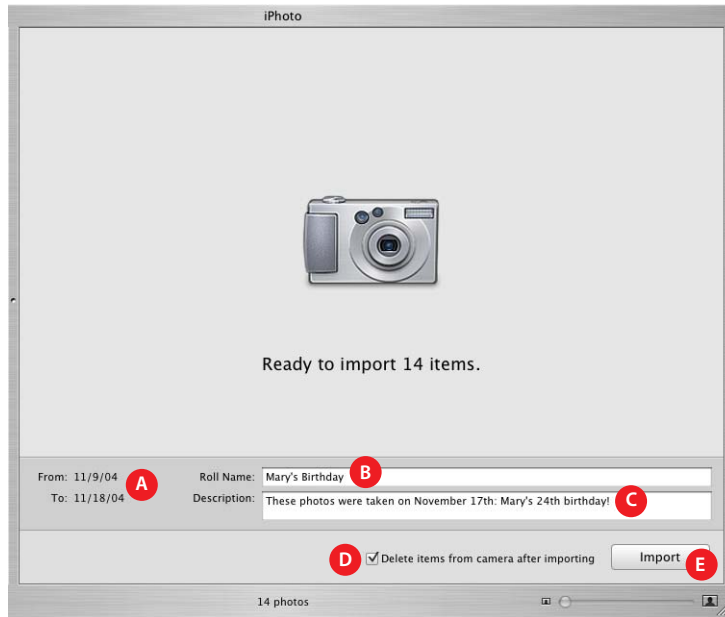 iPhoto
Ready to import 14 items.
From: 11/9/04
To: 11/18/04
A
Roll Name: Mary's Birthday
B
Description: These photos were taken on November 17th: Mary's 24th birthday!
C
D
Delete items from camera after importing
Import
E
14 photos